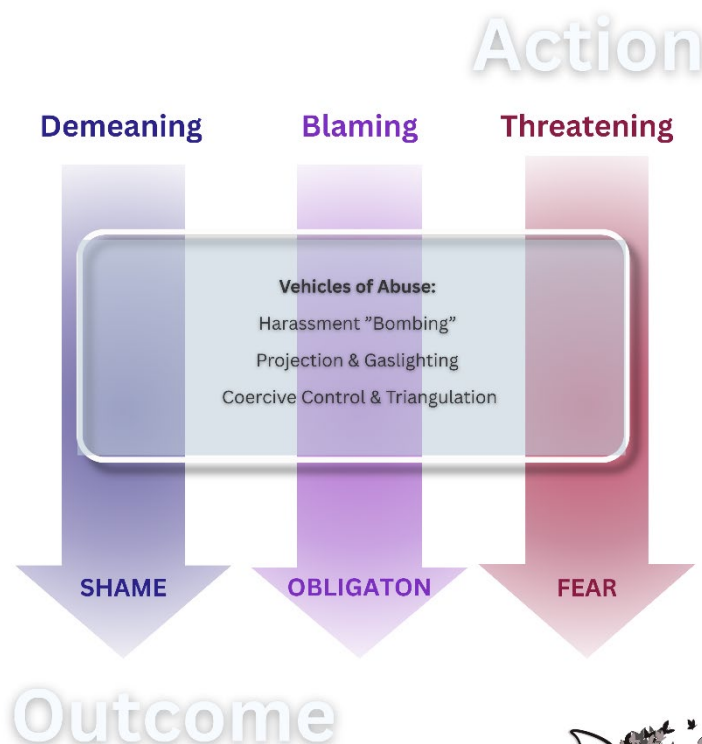 Action
Demeaning Blaming Threatening
Vehicles of Abuse:
Harassment ”Bombing”
Projection & Gaslighting
Coercive Control & Triangulation
SHAME OBLIGATON FEAR
Outcome